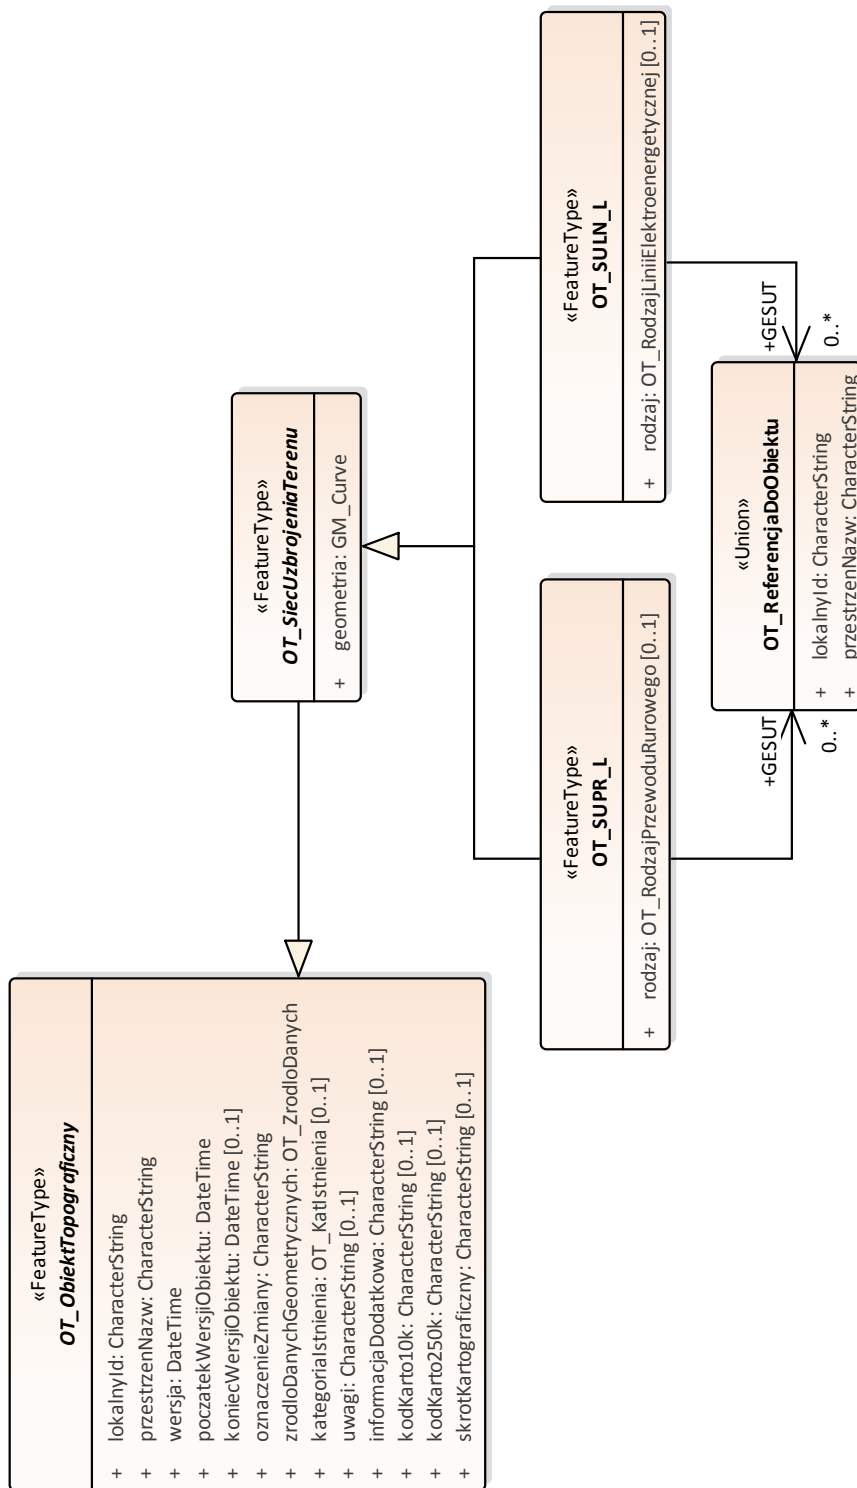 «FeatureType»
OT_ObiektTopograficzny
+ lokalnyId: CharacterString
+ przestrzenNazw: CharacterString
+ wersja: DateTime
+ poczatekWersjiObiektu: DateTime
+ koniecWersjiObiektu: DateTime [0..1]
+ oznaczenieZmiany: CharacterString
+ zrodloDanychGeometrycznych: OT_ZrodloDanych
+ kategoriaIstnienia: OT_KatIstnienia [0..1]
+ uwagi: CharacterString [0..1]
+ informacjaDodatkowa: CharacterString [0..1]
+ kodKarto10k: CharacterString [0..1]
+ kodKarto250k: CharacterString [0..1]
+ skrotKartograficzny: CharacterString [0..1]
«FeatureType»
OT_SiecUzbrojeniaTerenu
+ geometria: GM_Curve
«FeatureType»
OT_SUPR_L
+ rodzaj: OT_RodzajPrzewoduRurowego [0..1]
«FeatureType»
OT_SULN_L
+ rodzaj: OT_RodzajLiniiElektroenergetycznej [0..1]
+GESUT
0..*
+GESUT
0..*
«Union»
OT_ReferencjaDoObiektu
+ lokalnyId: CharacterString
+ przestrzenNazw: CharacterString